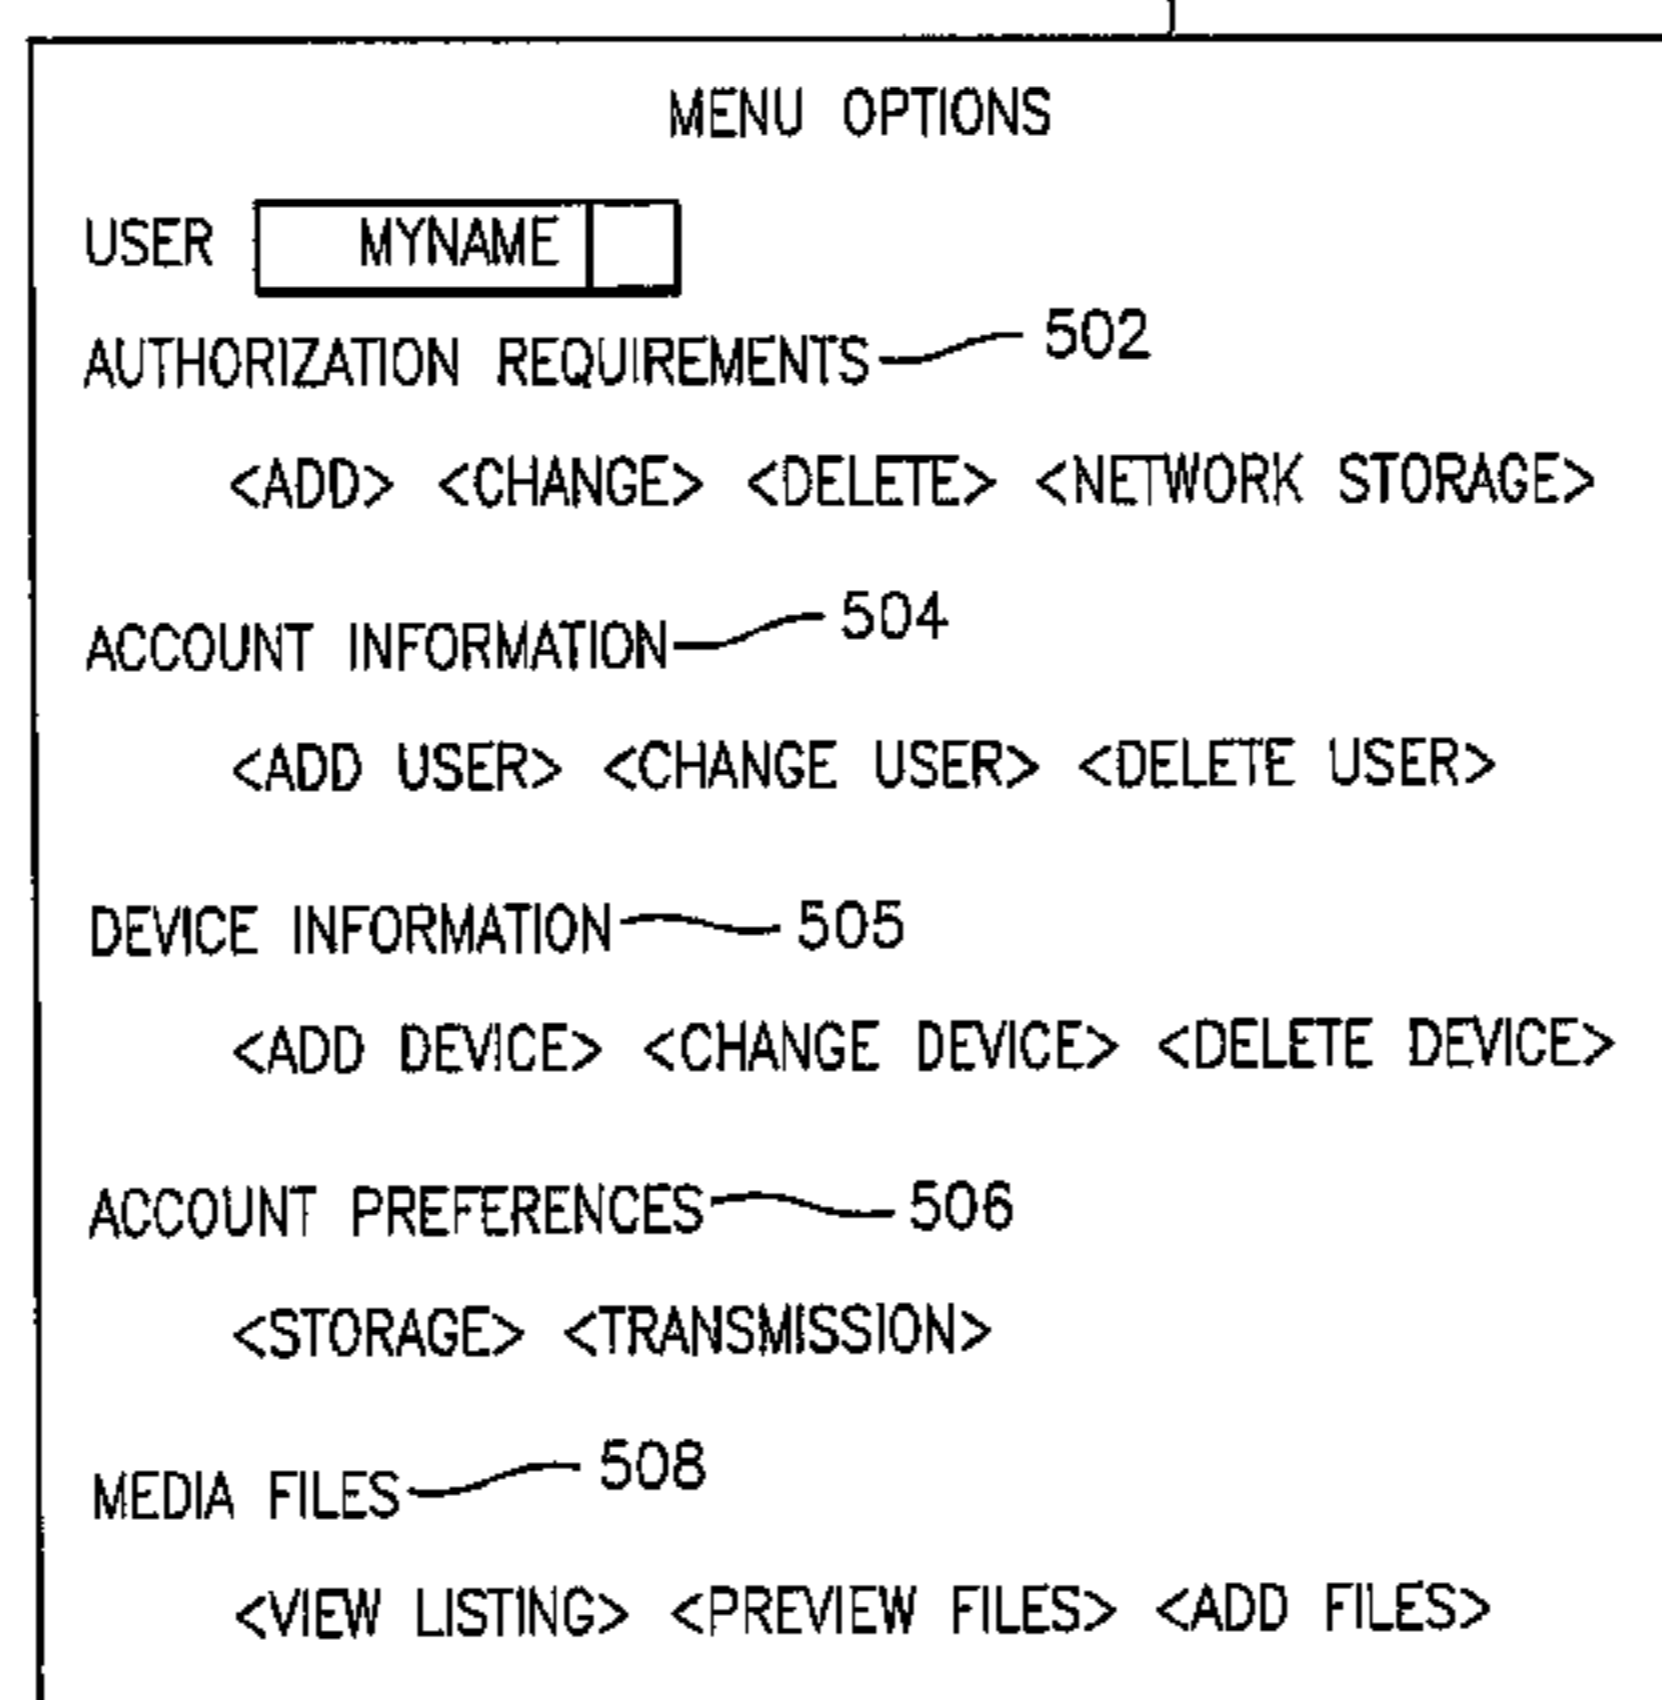 MENU OPTIONS
USER MYNAME
AUTHORIZATION REQUIREMENTS 502
<ADD> <CHANGE> <DELETE> <NETWORK STORAGE>
ACCOUNT INFORMATION 504
<ADD USER> <CHANGE USER> <DELETE USER>
DEVICE INFORMATION 505
<ADD DEVICE> <CHANGE DEVICE> <DELETE DEVICE>
ACCOUNT PREFERENCES 506
<STORAGE> <TRANSMISSION>
MEDIA FILES 508
<VIEW LISTING> <PREVIEW FILES> <ADD FILES>